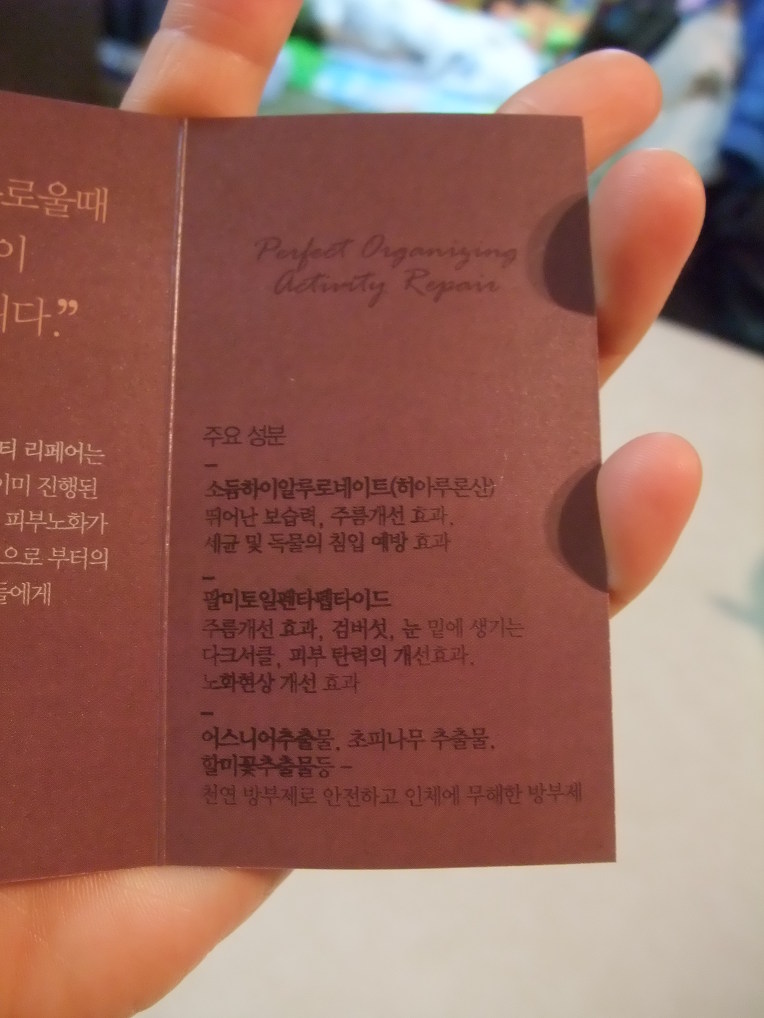 로울때
이
다.”
티 리페어는
이미 진행된
피부노화가
으로 부터의
들에게
Perfect Organizing
Activity Repair
주요 성분
–
소듐하이알루로네이트(히아루론산)
뛰어난 보습력, 주름개선 효과,
세균 및 독물의 침입 예방 효과
–
팔미토일펜타펩타이드
주름개선 효과, 검버섯, 눈 밑에 생기는
다크서클, 피부 탄력의 개선효과,
노화현상 개선 효과
–
어스니어추출물, 초피나무 추출물,
할미꽃추출물등 –
천연 방부제로 안전하고 인체에 무해한 방부제